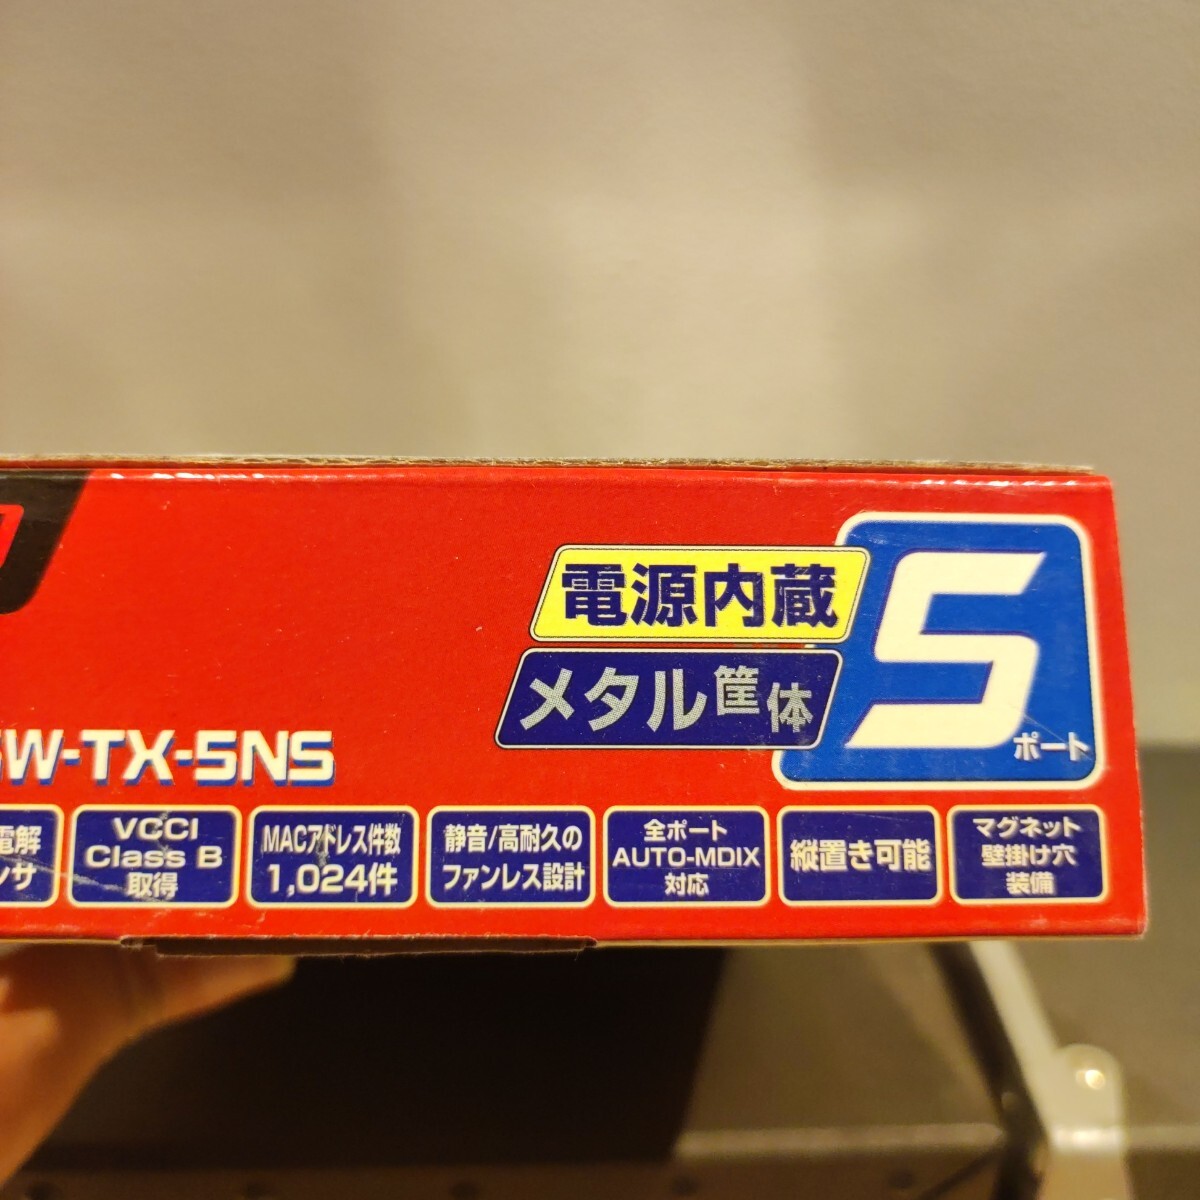 電源内蔵
メタル筐体
5
ポート
SW-TX-5NS
電解
ンサ
VCCI
Class B
取得
MACアドレス件数
1,024件
静音/高耐久の
ファンレス設計
全ポート
AUTO-MDIX
対応
縦置き可能
マグネット
壁掛け穴
装備